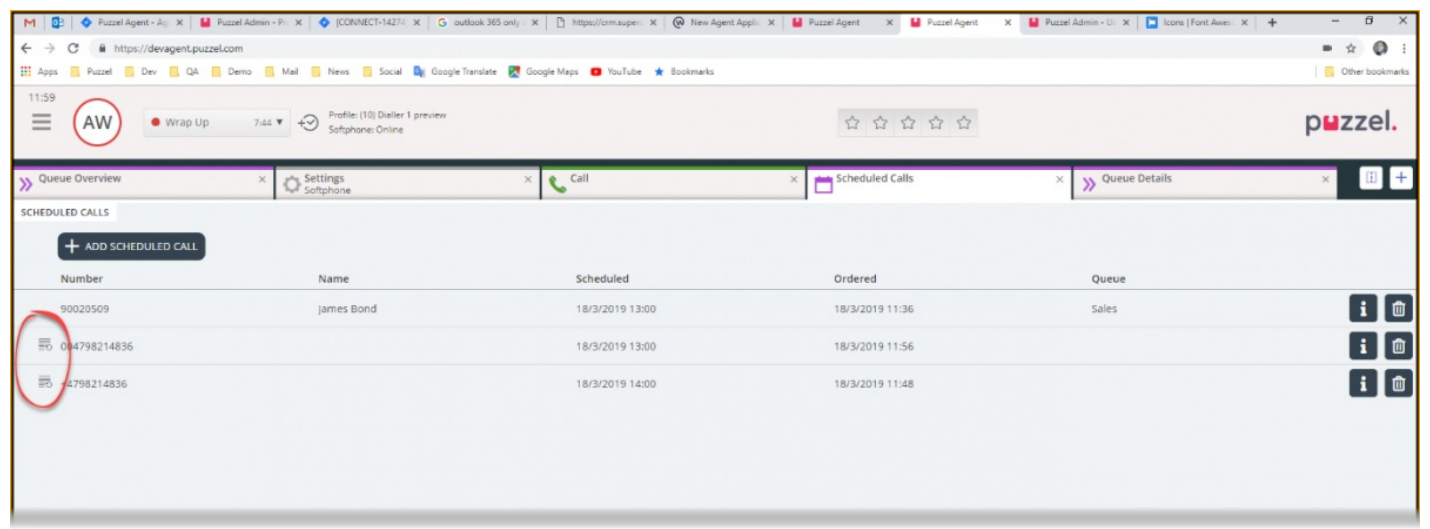 Puzzel Agent - Ag
Puzzel Admin - Pr
[CONNECT-14274
outlook 365 only
https://crm.super
New Agent Applic
Puzzel Agent
Puzzel Agent
Puzzel Admin - U
Icons | Font Awes
https://devagent.puzzel.com
Apps Puzzel Dev QA Demo Mail News Social Google Translate Google Maps YouTube Bookmarks Other bookmarks
11:59
AW
Wrap Up 7:44
Profile: (10) Dialler 1 preview
Softphone: Online
puzzel.
Queue Overview
Settings
Softphone
Call
Scheduled Calls
Queue Details
SCHEDULED CALLS
+ ADD SCHEDULED CALL
Number Name Scheduled Ordered Queue
90020509 James Bond 18/3/2019 13:00 18/3/2019 11:36 Sales
004798214836 18/3/2019 13:00 18/3/2019 11:56
+4798214836 18/3/2019 14:00 18/3/2019 11:48